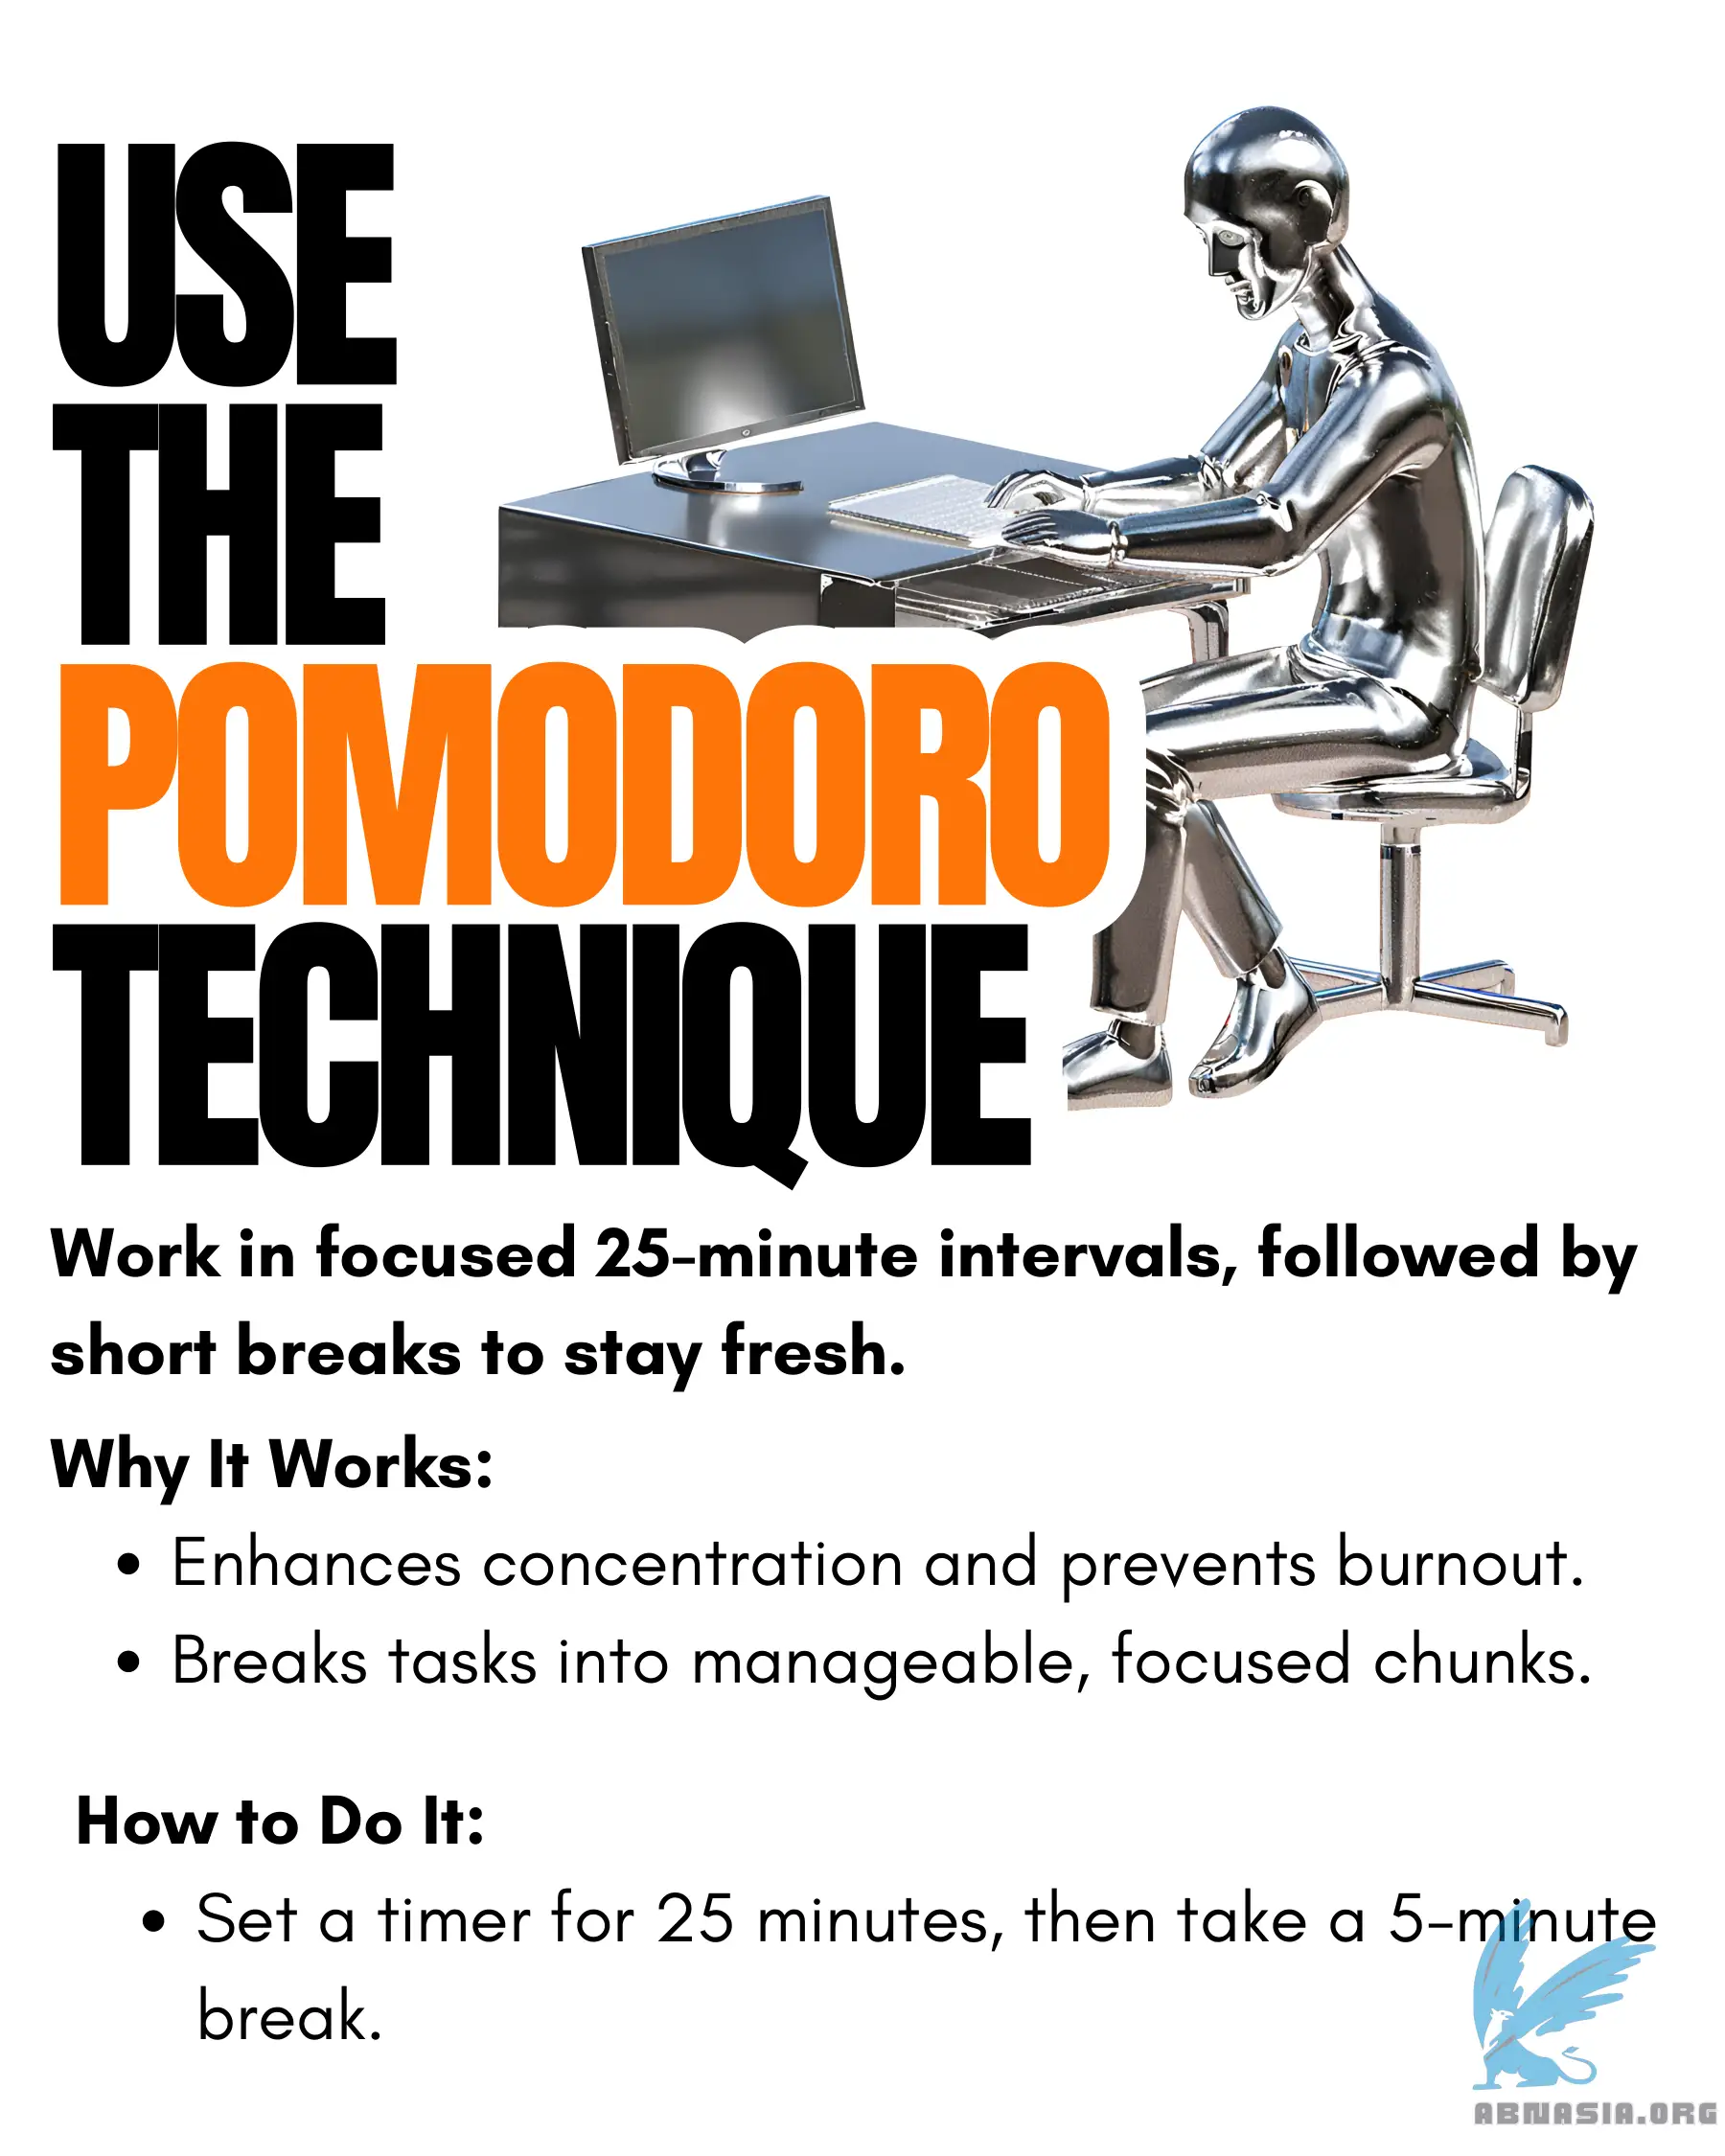 USE
THE
POMODORO
TECHNIQUE
Work in focused 25-minute intervals, followed by
short breaks to stay fresh.
Why It Works:
• Enhances concentration and prevents burnout.
• Breaks tasks into manageable, focused chunks.
How to Do It:
• Set a timer for 25 minutes, then take a 5-minute
break.
ABNASIA.ORG